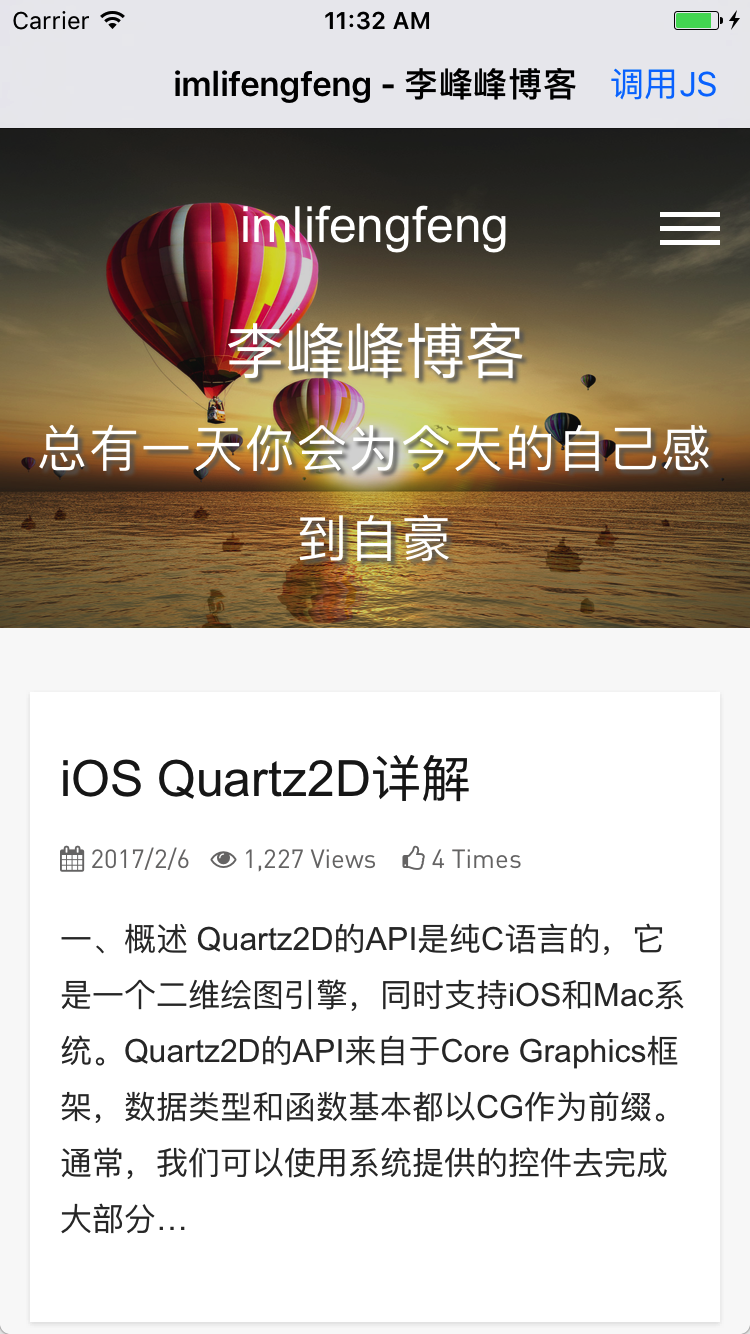 Carrier 11:32 AM
imlifengfeng - 李峰峰博客 调用JS
imlifengfeng
李峰峰博客
总有一天你会为今天的自己感
到自豪
iOS Quartz2D详解
2017/2/6 1,227 Views 4 Times
一、概述 Quartz2D的API是纯C语言的，它
是一个二维绘图引擎，同时支持iOS和Mac系
统。Quartz2D的API来自于Core Graphics框
架，数据类型和函数基本都以CG作为前缀。
通常，我们可以使用系统提供的控件去完成
大部分…